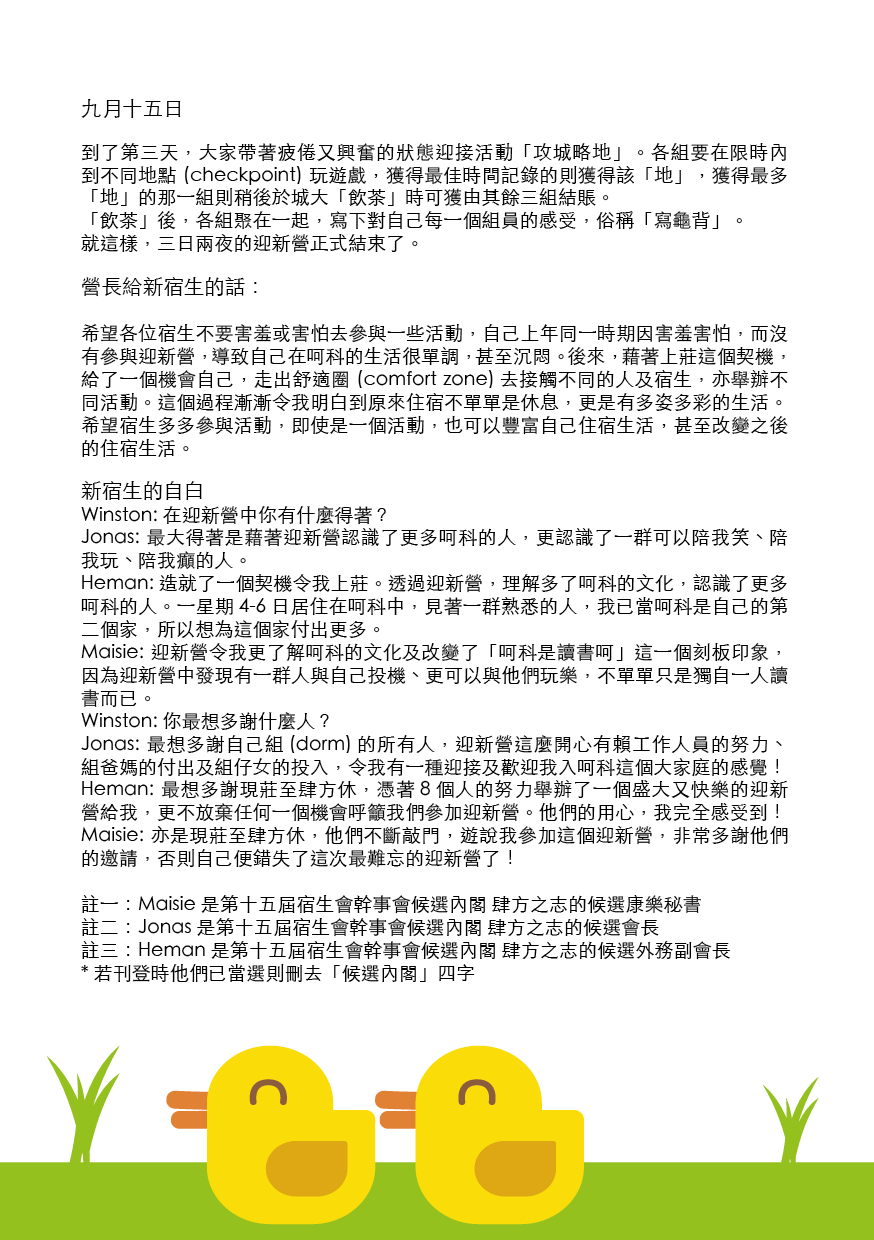 九月十五日
到了第三天，大家帶著疲倦又興奮的狀態迎接活動「攻城略地」。各組要在限時內
到不同地點 (checkpoint) 玩遊戲，獲得最佳時間記錄的則獲得該「地」，獲得最多
「地」的那一組則稍後於城大「飲茶」時可獲由其餘三組結賬。
「飲茶」後，各組聚在一起，寫下對自己每一個組員的感受，俗稱「寫龜背」。
就這樣，三日兩夜的迎新營正式結束了。
營長給新宿生的話：
希望各位宿生不要害羞或害怕去參與一些活動，自己上年同一時期因害羞害怕，而沒
有參與迎新營，導致自己在呵科的生活很單調，甚至沉悶。後來，藉著上莊這個契機，
給了一個機會自己，走出舒適圈 (comfort zone) 去接觸不同的人及宿生，亦舉辦不
同活動。這個過程漸漸令我明白到原來住宿不單單是休息，更是有多姿多彩的生活。
希望宿生多多參與活動，即使是一個活動，也可以豐富自己住宿生活，甚至改變之後
的住宿生活。
新宿生的自白
Winston: 在迎新營中你有什麼得著？
Jonas: 最大得著是藉著迎新營認識了更多呵科的人，更認識了一群可以陪我笑、陪
我玩、陪我癲的人。
Heman: 造就了一個契機令我上莊。透過迎新營，理解多了呵科的文化，認識了更多
呵科的人。一星期 4-6 日居住在呵科中，見著一群熟悉的人，我已當呵科是自己的第
二個家，所以想為這個家付出更多。
Maisie: 迎新營令我更了解呵科的文化及改變了「呵科是讀書呵」這一個刻板印象，
因為迎新營中發現有一群人與自己投機、更可以與他們玩樂，不單單只是獨自一人讀
書而已。
Winston: 你最想多謝什麼人？
Jonas: 最想多謝自己組 (dorm) 的所有人，迎新營這麼開心有賴工作人員的努力、
組爸媽的付出及組仔女的投入，令我有一種迎接及歡迎我入呵科這個大家庭的感覺！
Heman: 最想多謝現莊至肆方休，憑著 8 個人的努力舉辦了一個盛大又快樂的迎新
營給我，更不放棄任何一個機會呼籲我們參加迎新營。他們的用心，我完全感受到！
Maisie: 亦是現莊至肆方休，他們不斷敲門，遊說我參加這個迎新營，非常多謝他們
的邀請，否則自己便錯失了這次最難忘的迎新營了！
註一：Maisie 是第十五屆宿生會幹事會候選內閣 肆方之志的候選康樂秘書
註二：Jonas 是第十五屆宿生會幹事會候選內閣 肆方之志的候選會長
註三：Heman 是第十五屆宿生會幹事會候選內閣 肆方之志的候選外務副會長
* 若刊登時他們已當選則刪去「候選內閣」四字